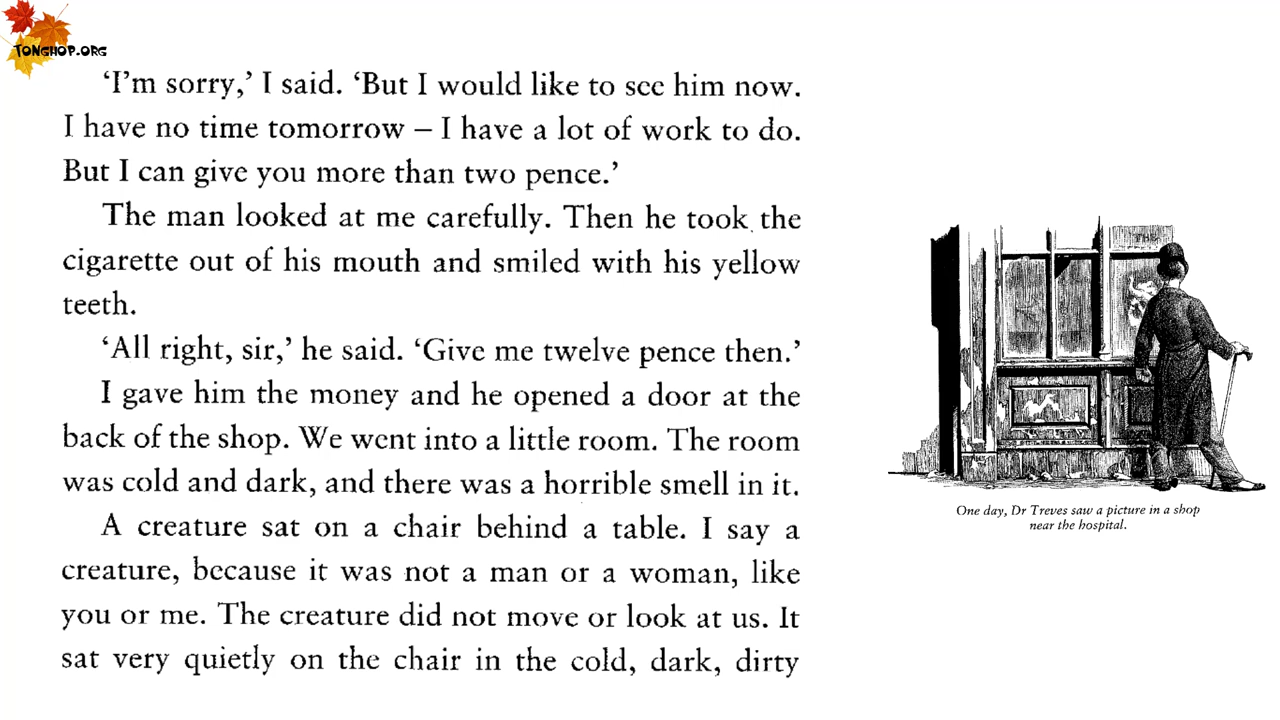 TONGHOP.ORG
‘I’m sorry,’ I said. ‘But I would like to see him now.
I have no time tomorrow – I have a lot of work to do.
But I can give you more than two pence.’
The man looked at me carefully. Then he took the
cigarette out of his mouth and smiled with his yellow
teeth.
‘All right, sir,’ he said. ‘Give me twelve pence then.’
I gave him the money and he opened a door at the
back of the shop. We went into a little room. The room
was cold and dark, and there was a horrible smell in it.
A creature sat on a chair behind a table. I say a
creature, because it was not a man or a woman, like
you or me. The creature did not move or look at us. It
sat very quietly on the chair in the cold, dark, dirty
THE
One day, Dr Treves saw a picture in a shop
near the hospital.